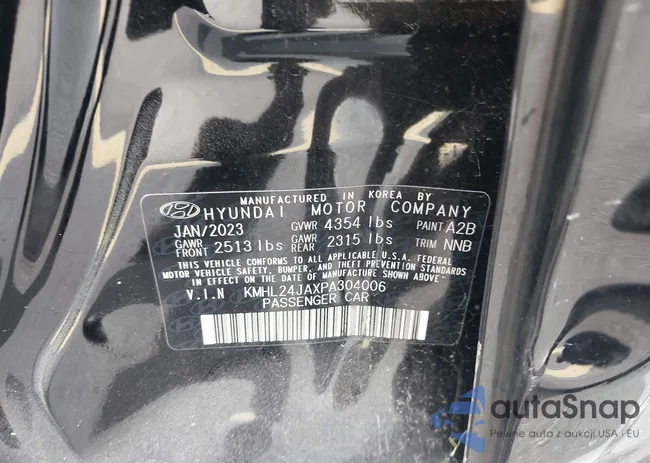 MANUFACTURED IN KOREA BY
HYUNDAI MOTOR COMPANY
JAN/2023 GVWR 4354 lbs PAINT A2B
GAWR FRONT 2513 lbs GAWR REAR 2315 lbs TRIM NNB
THIS VEHICLE CONFORMS TO ALL APPLICABLE U.S.A. FEDERAL
MOTOR VEHICLE SAFETY, BUMPER, AND THEFT PREVENTION STANDARDS
IN EFFECT ON THE DATE OF MANUFACTURE SHOWN ABOVE.
V.I.N KMHL24JAXPA304006
PASSENGER CAR
autaSnap
Pewne auta z aukcji USA i EU